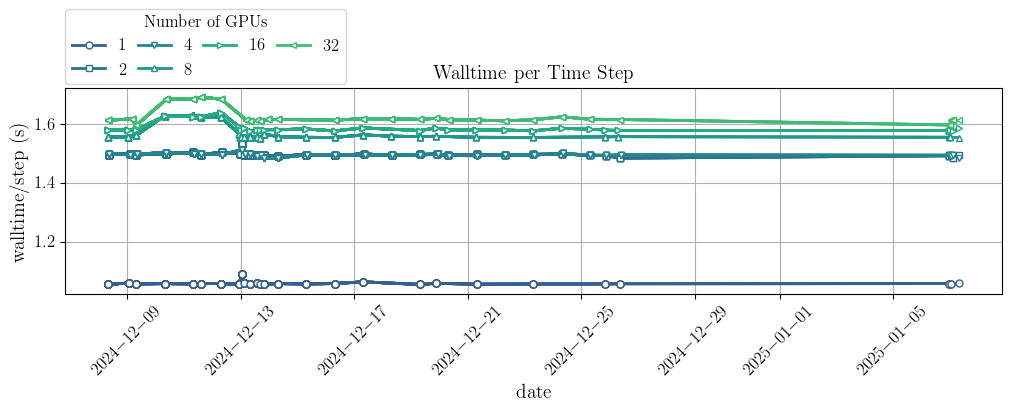 Number of GPUs
1 4 16 32
2 8
Walltime per Time Step
walltime/step (s)
1.6
1.4
1.2
2024−12−09
2024−12−13
2024−12−17
2024−12−21
2024−12−25
2024−12−29
2025−01−01
2025−01−05
date